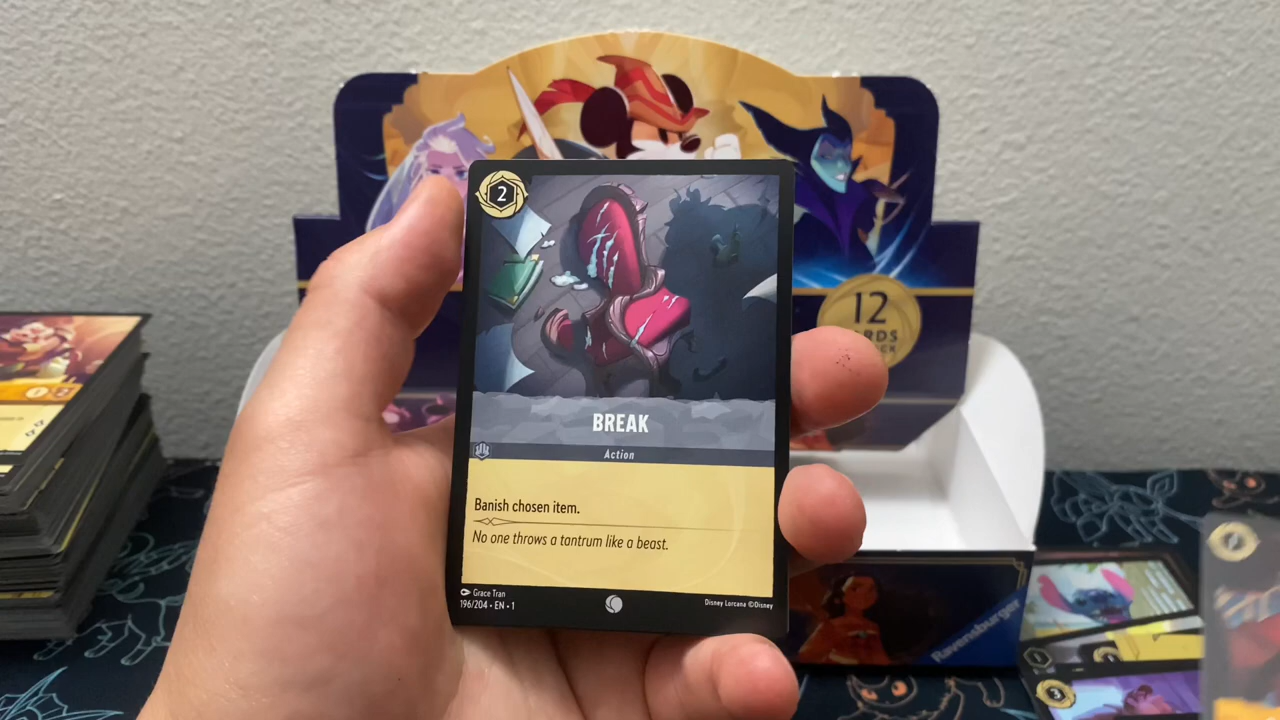 2
12
BREAK
Action
Banish chosen item.
No one throws a tantrum like a beast.
Grace Tran
196/204 • EN • 1
Disney Lorcana ©Disney
Ravensburger
3